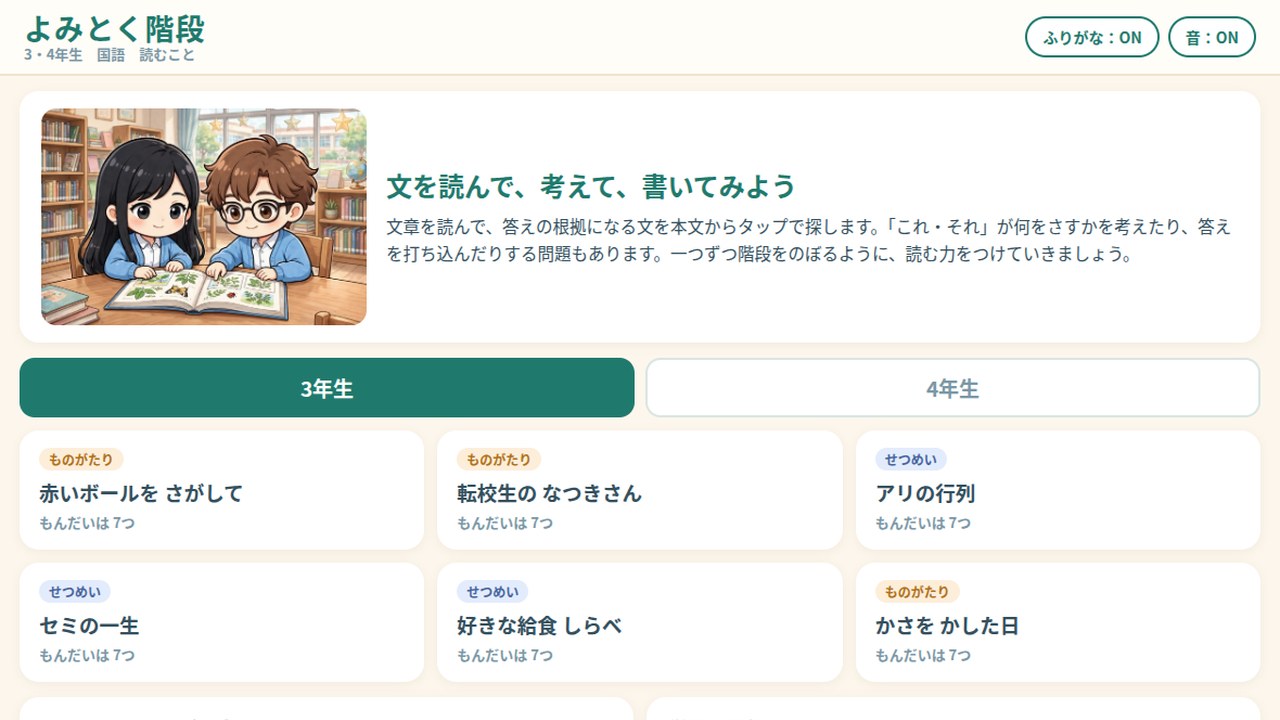 よみとく階段
3・4年生　国語　読むこと
ふりがな：ON
音：ON
文を読んで、考えて、書いてみよう
文章を読んで、答えの根拠になる文を本文からタップで探します。「これ・それ」が何をさすかを考えたり、答え
を打ち込んだりする問題もあります。一つずつ階段をのぼるように、読む力をつけていきましょう。
3年生
4年生
ものがたり
赤いボールを さがして
もんだいは 7つ
ものがたり
転校生の なつきさん
もんだいは 7つ
せつめい
アリの行列
もんだいは 7つ
せつめい
セミの一生
もんだいは 7つ
せつめい
好きな給食 しらべ
もんだいは 7つ
ものがたり
かさを かした日
もんだいは 7つ